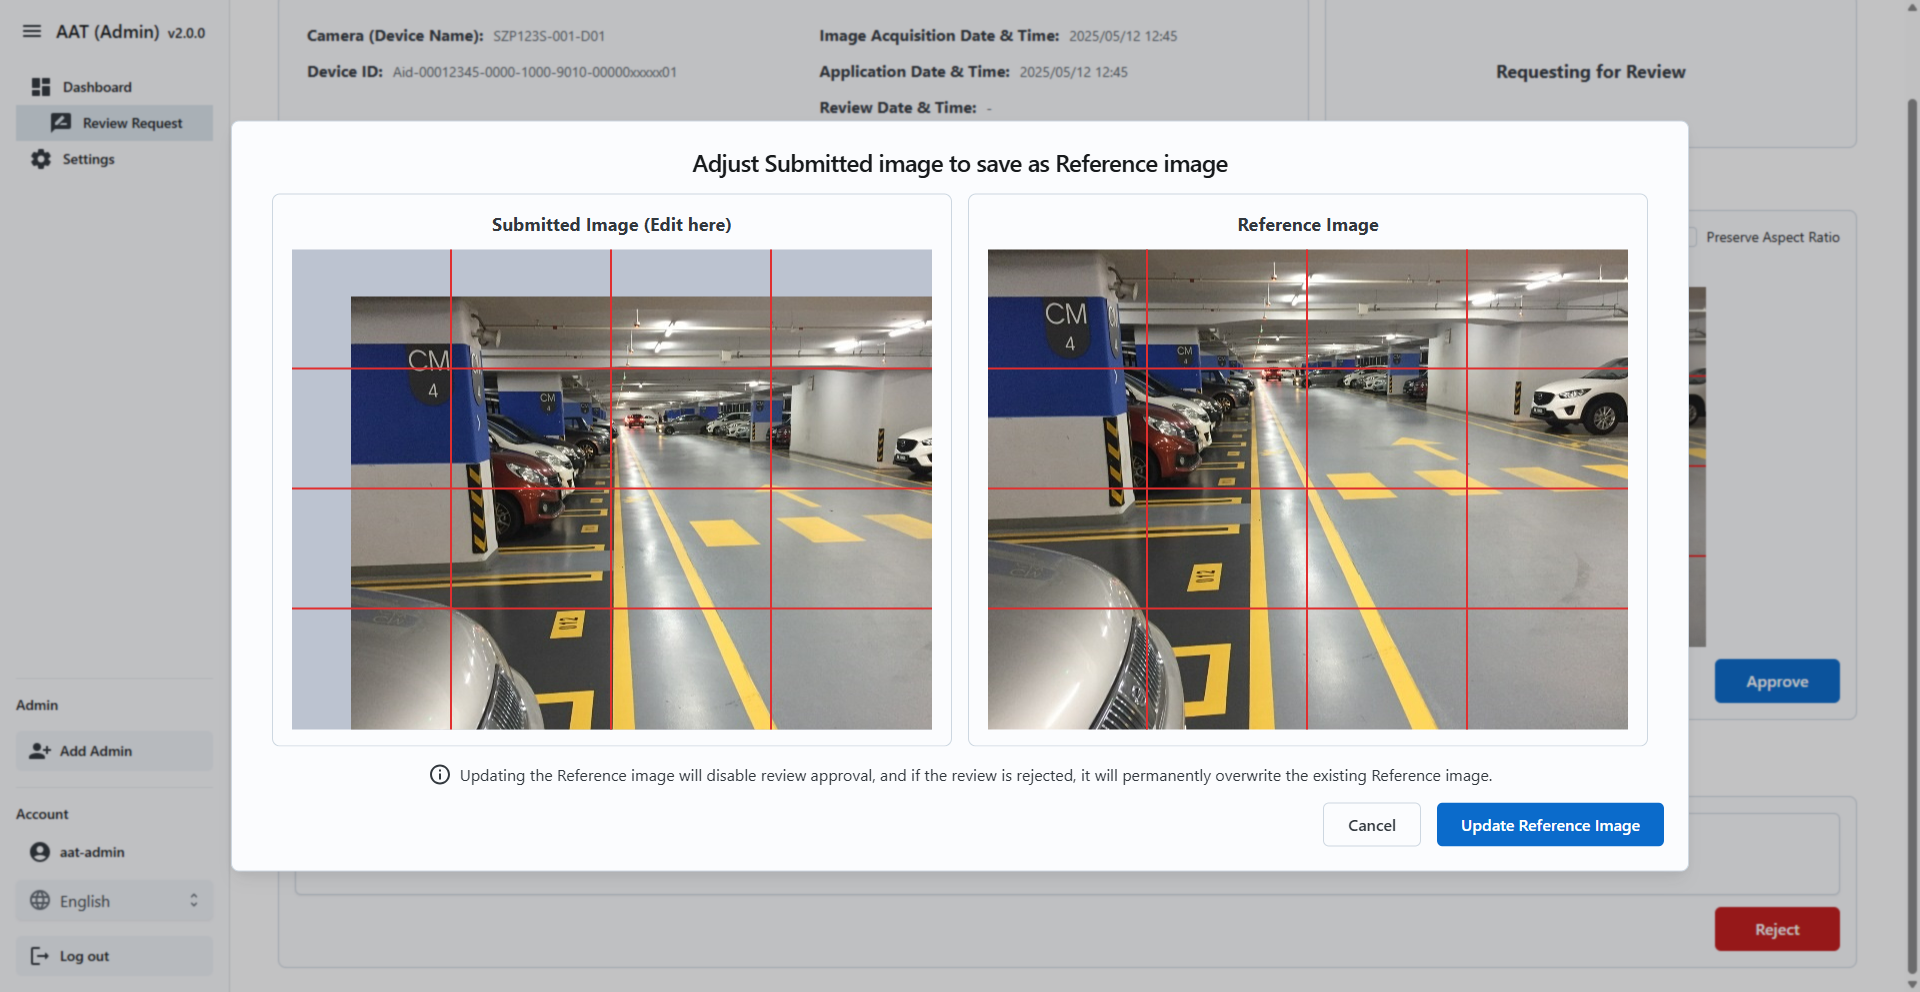 AAT (Admin) v2.0.0
Dashboard
Review Request
Settings
Admin
Add Admin
Account
aat-admin
English
Log out
Camera (Device Name): SZP123S-001-D01
Device ID: Aid-00012345-0000-1000-9010-00000xxxxx01
Image Acquisition Date & Time: 2025/05/12 12:45
Application Date & Time: 2025/05/12 12:45
Review Date & Time: -
Requesting for Review
Preserve Aspect Ratio
Approve
Adjust Submitted image to save as Reference image
Submitted Image (Edit here)
CM
4
CM
4
012
Reference Image
CM
4
CM
4
012
Updating the Reference image will disable review approval, and if the review is rejected, it will permanently overwrite the existing Reference image.
Cancel
Update Reference Image
Reject